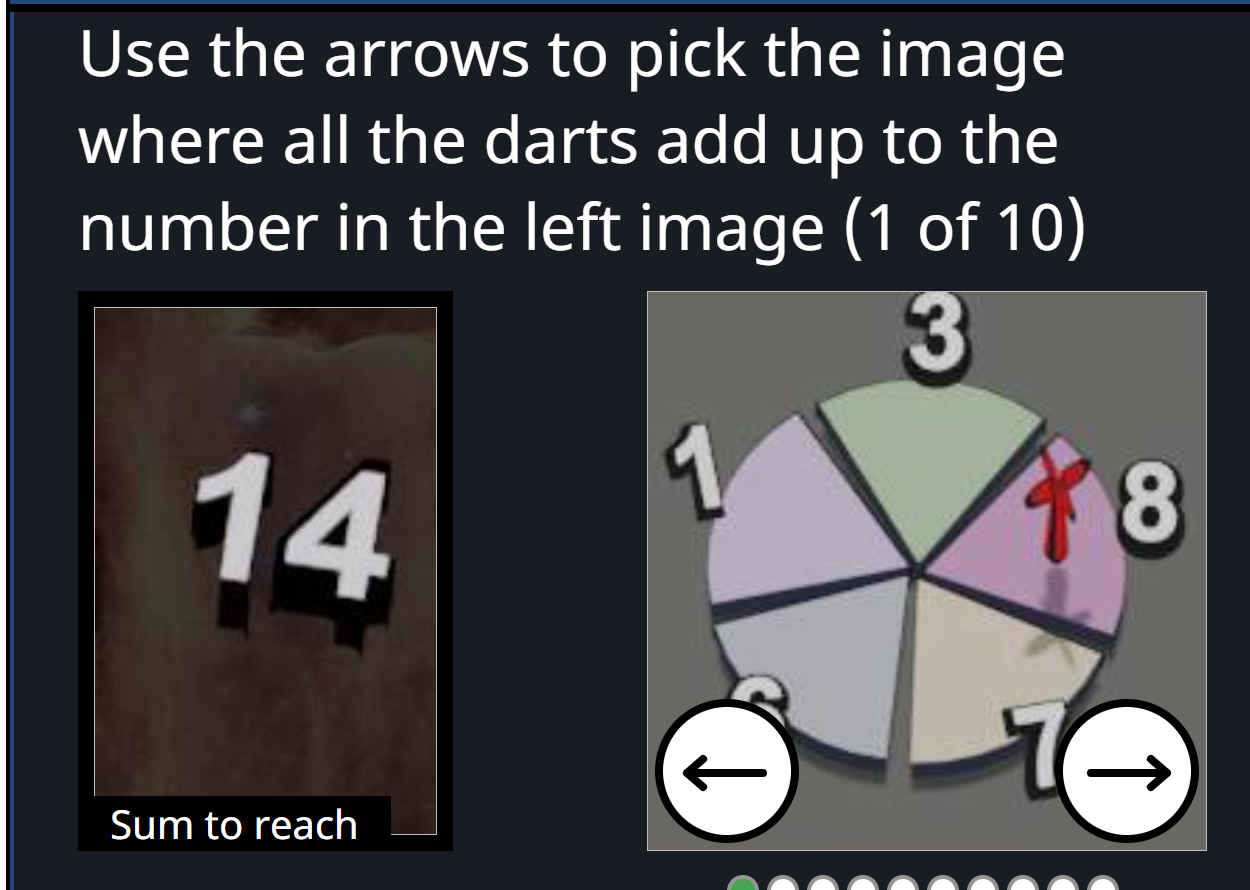 Use the arrows to pick the image
where all the darts add up to the
number in the left image (1 of 10)
3
1
14
8
6
7
Sum to reach